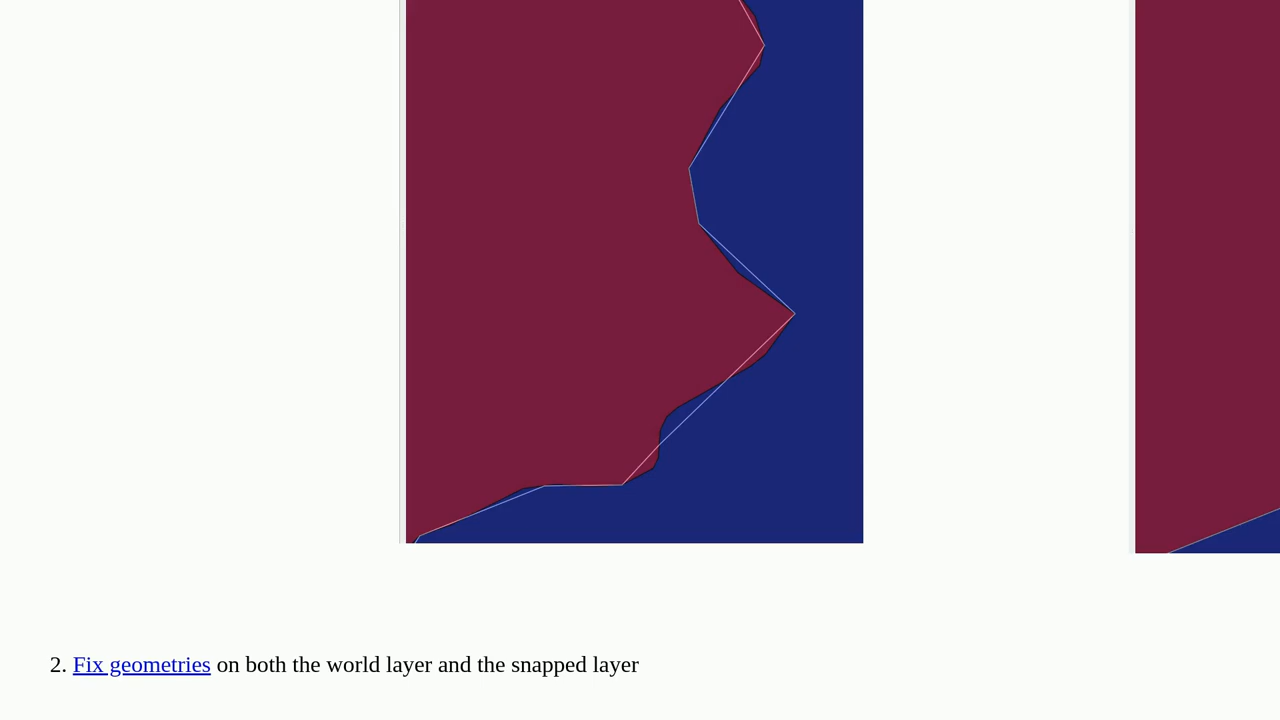 2. Fix geometries on both the world layer and the snapped layer